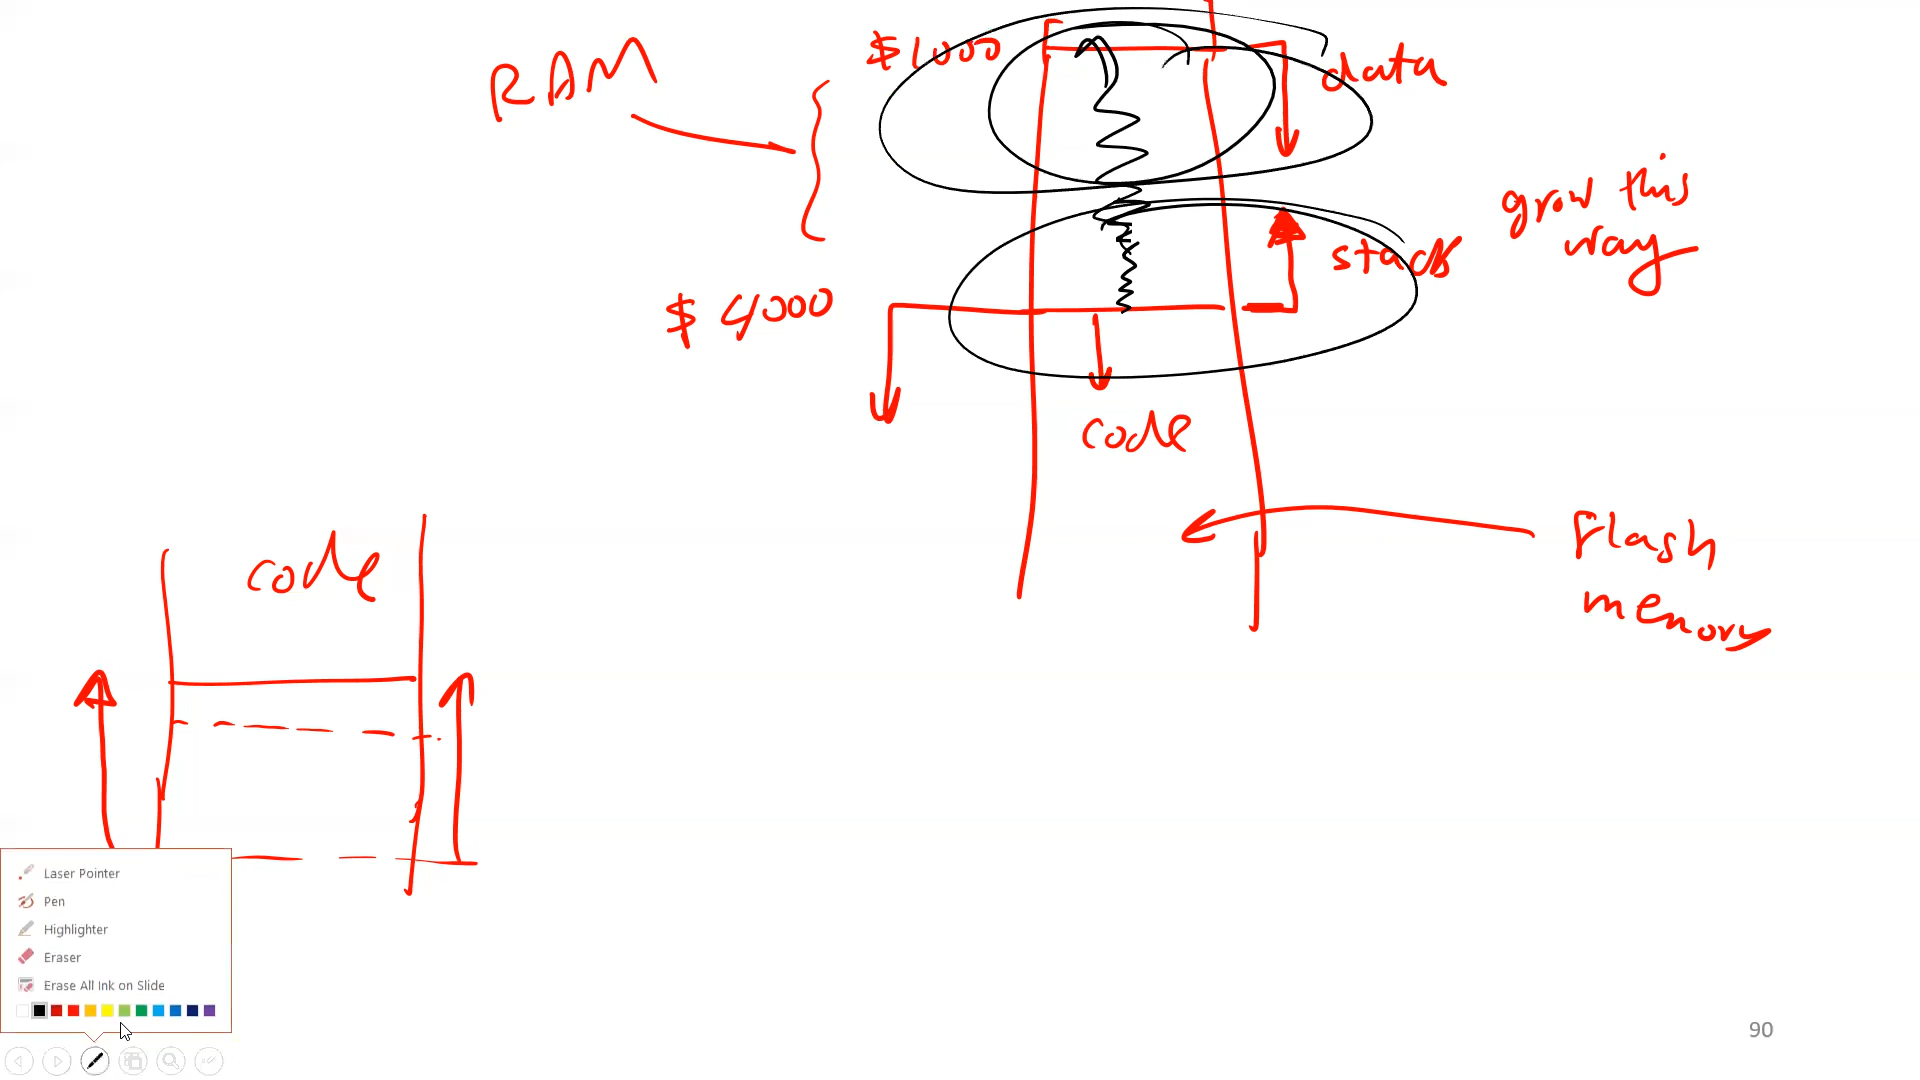 RAM
$1000
data
grow this
way
stack
$4000
code
Flash
memory
code
Laser Pointer
Pen
Highlighter
Eraser
Erase All Ink on Slide
90